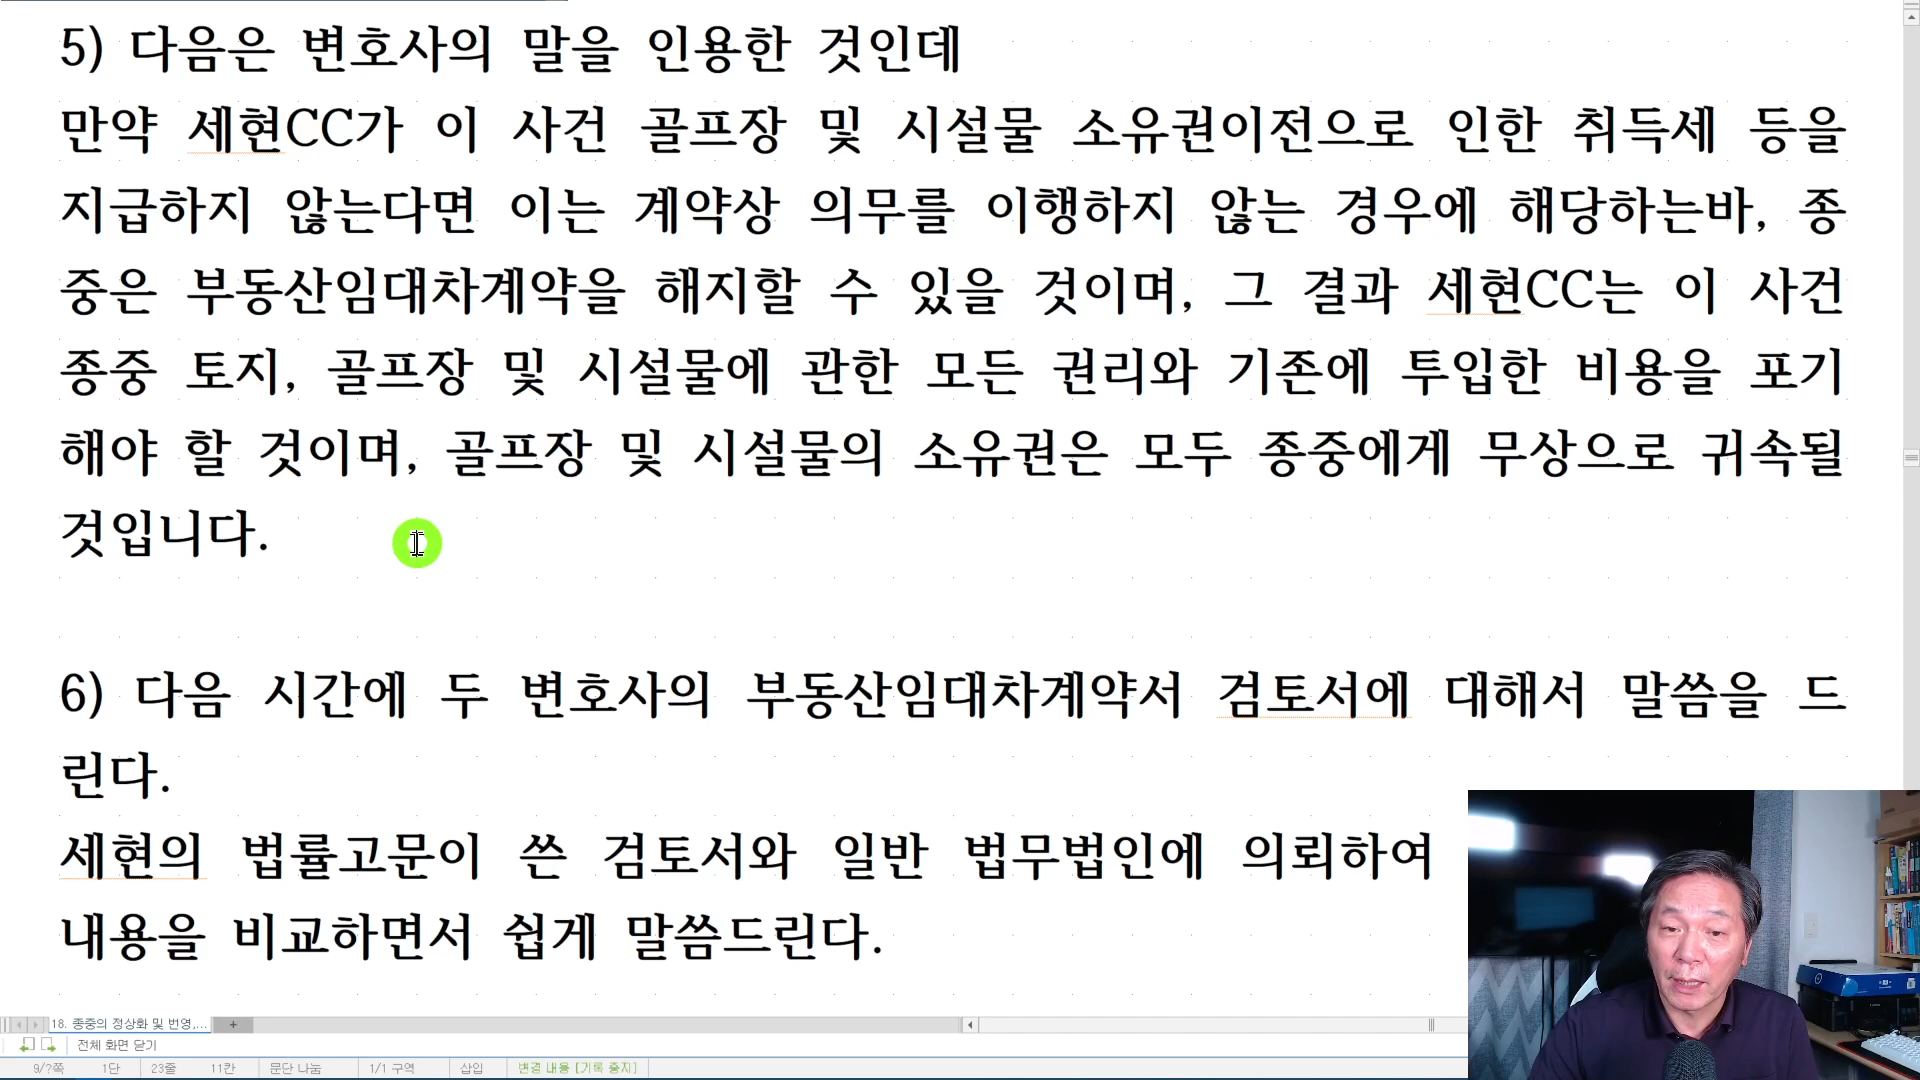 5) 다음은 변호사의 말을 인용한 것인데
만약 세현CC가 이 사건 골프장 및 시설물 소유권이전으로 인한 취득세 등을
지급하지 않는다면 이는 계약상 의무를 이행하지 않는 경우에 해당하는바, 종
중은 부동산임대차계약을 해지할 수 있을 것이며, 그 결과 세현CC는 이 사건
종중 토지, 골프장 및 시설물에 관한 모든 권리와 기존에 투입한 비용을 포기
해야 할 것이며, 골프장 및 시설물의 소유권은 모두 종중에게 무상으로 귀속될
것입니다.
6) 다음 시간에 두 변호사의 부동산임대차계약서 검토서에 대해서 말씀을 드
린다.
세현의 법률고문이 쓴 검토서와 일반 법무법인에 의뢰하여
내용을 비교하면서 쉽게 말씀드린다.
18. 종중의 정상화 및 번영,... +
전체 화면 닫기
9/?쪽 1단 23줄 11칸 문단 나눔 1/1 구역 삽입 변경 내용 [기록 중지]